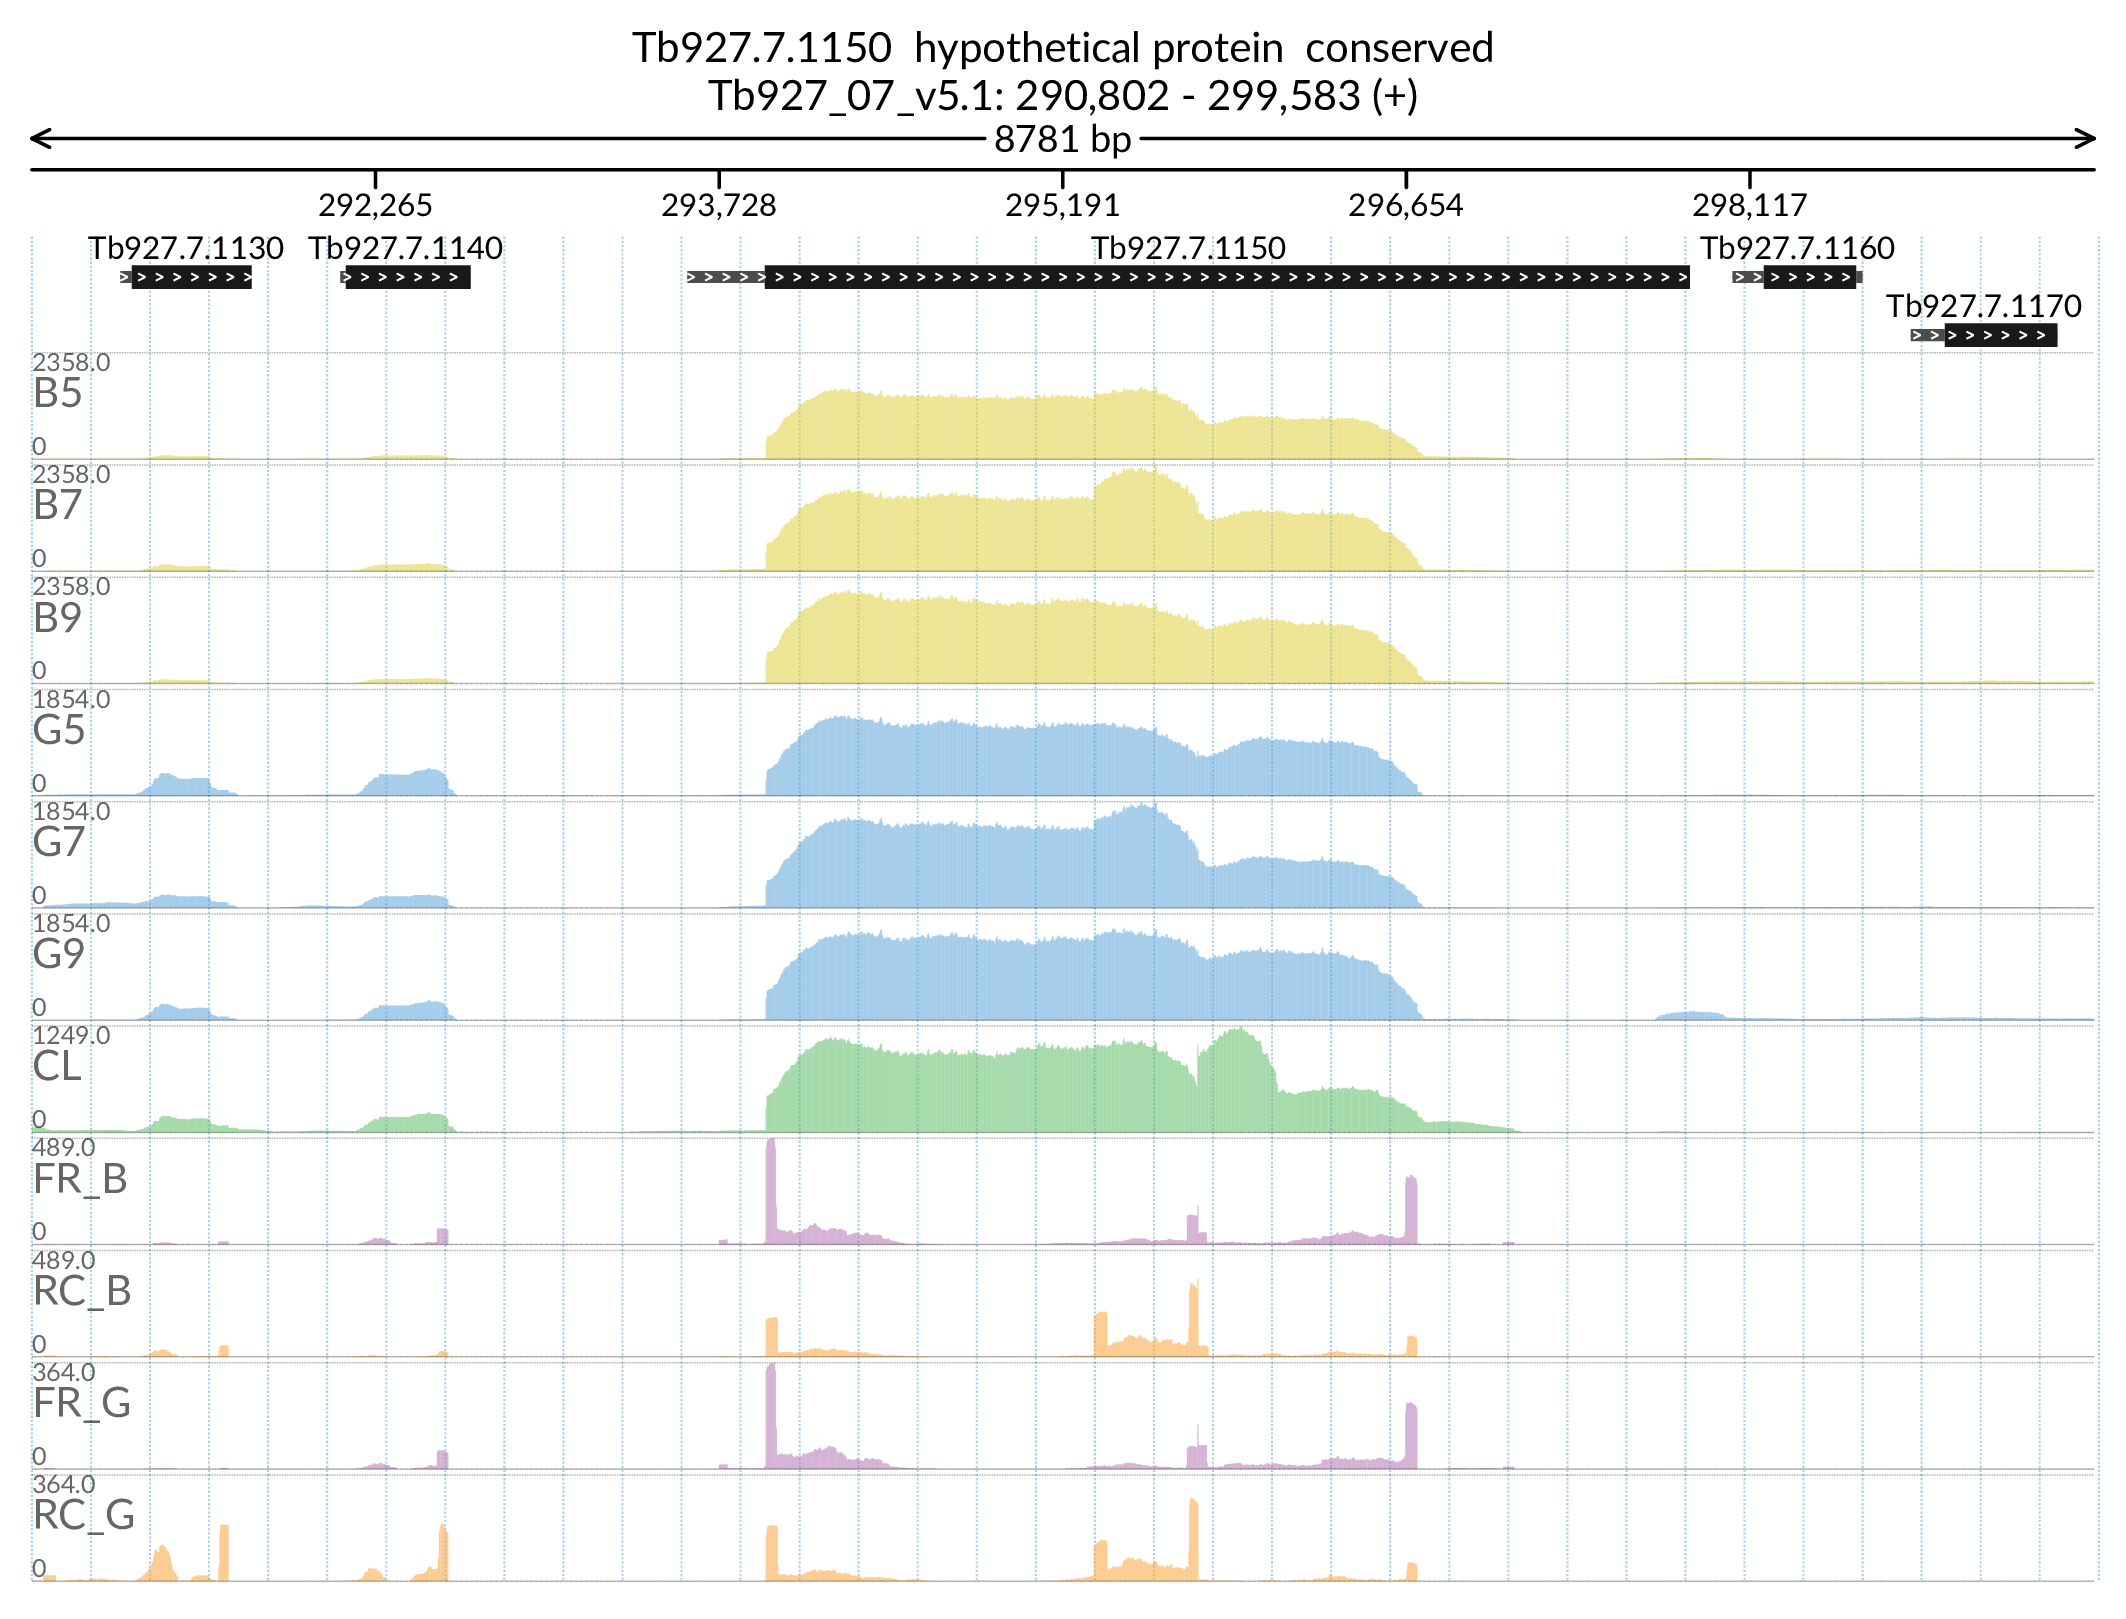 Tb927.7.1150 hypothetical protein conserved
Tb927_07_v5.1: 290,802 - 299,583 (+)
8781 bp
292,265 293,728 295,191 296,654 298,117
Tb927.7.1130 Tb927.7.1140 Tb927.7.1150 Tb927.7.1160
Tb927.7.1170
2358.0
B5
0
2358.0
B7
0
2358.0
B9
0
1854.0
G5
0
1854.0
G7
0
1854.0
G9
0
1249.0
CL
0
489.0
FR_B
0
489.0
RC_B
0
364.0
FR_G
0
364.0
RC_G
0